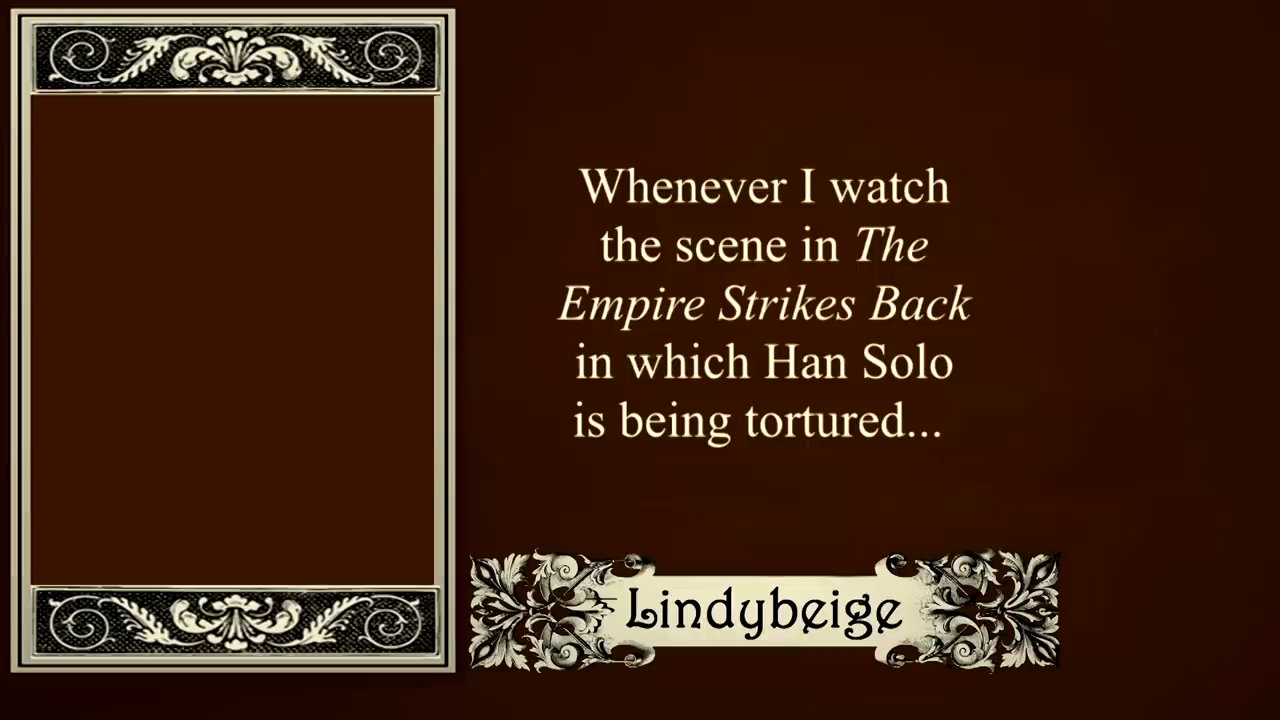 Whenever I watch
the scene in The
Empire Strikes Back
in which Han Solo
is being tortured...
Lindybeige